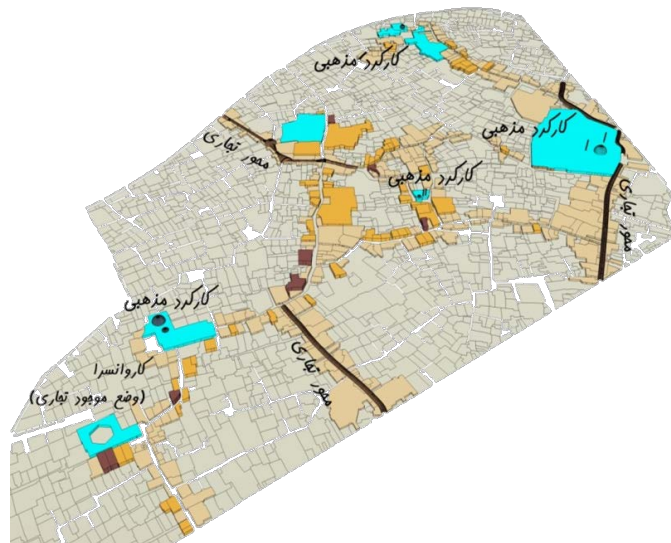 کارکرد مذهبی
کارکرد مذهبی
محور تجاری
کارکرد مذهبی
محور تجاری
کارکرد مذهبی
محور تجاری
کاروانسرا
(وضع موجود تجاری)